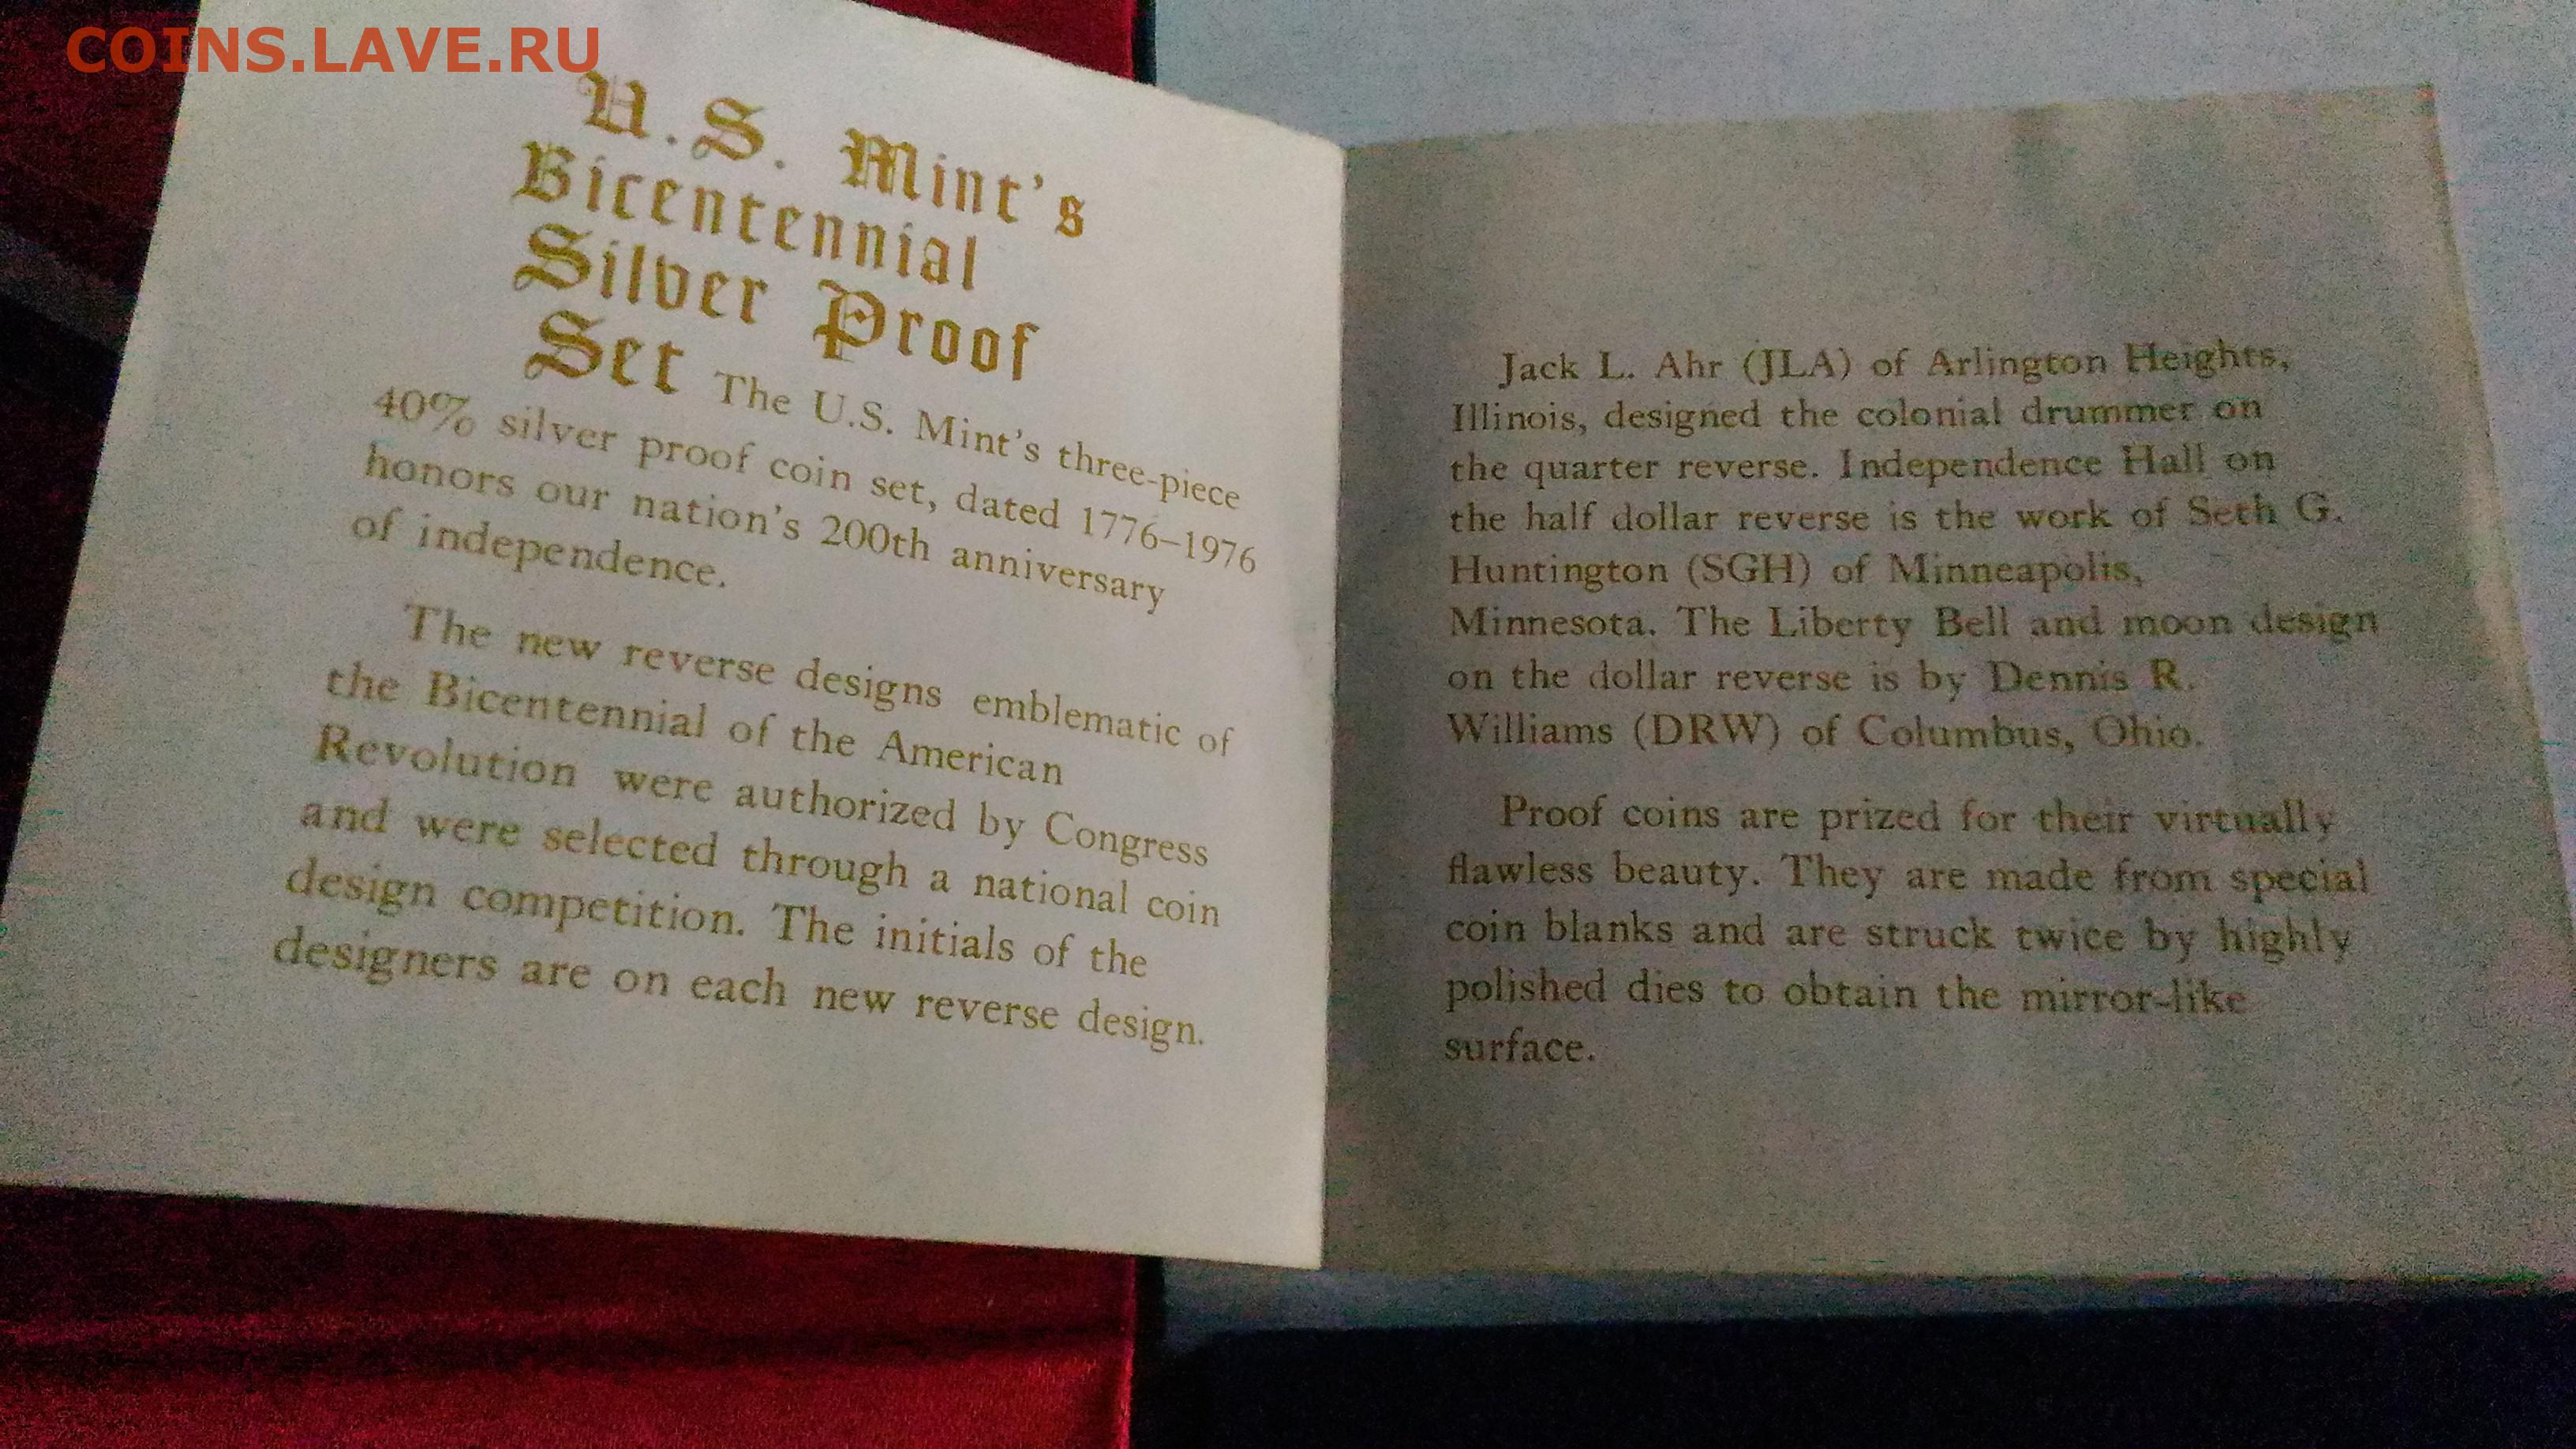 COINS.LAVE.RU
U.S. Mint's
Bicentennial
Silver Proof
Set The U.S. Mint's three-piece
40% silver proof coin set, dated 1776–1976
honors our nation's 200th anniversary
of independence.
The new reverse designs emblematic of
the Bicentennial of the American
Revolution were authorized by Congress
and were selected through a national coin
design competition. The initials of the
designers are on each new reverse design.
Jack L. Ahr (JLA) of Arlington Heights,
Illinois, designed the colonial drummer on
the quarter reverse. Independence Hall on
the half dollar reverse is the work of Seth G.
Huntington (SGH) of Minneapolis,
Minnesota. The Liberty Bell and moon design
on the dollar reverse is by Dennis R.
Williams (DRW) of Columbus, Ohio.
Proof coins are prized for their virtually
flawless beauty. They are made from special
coin blanks and are struck twice by highly
polished dies to obtain the mirror-like
surface.